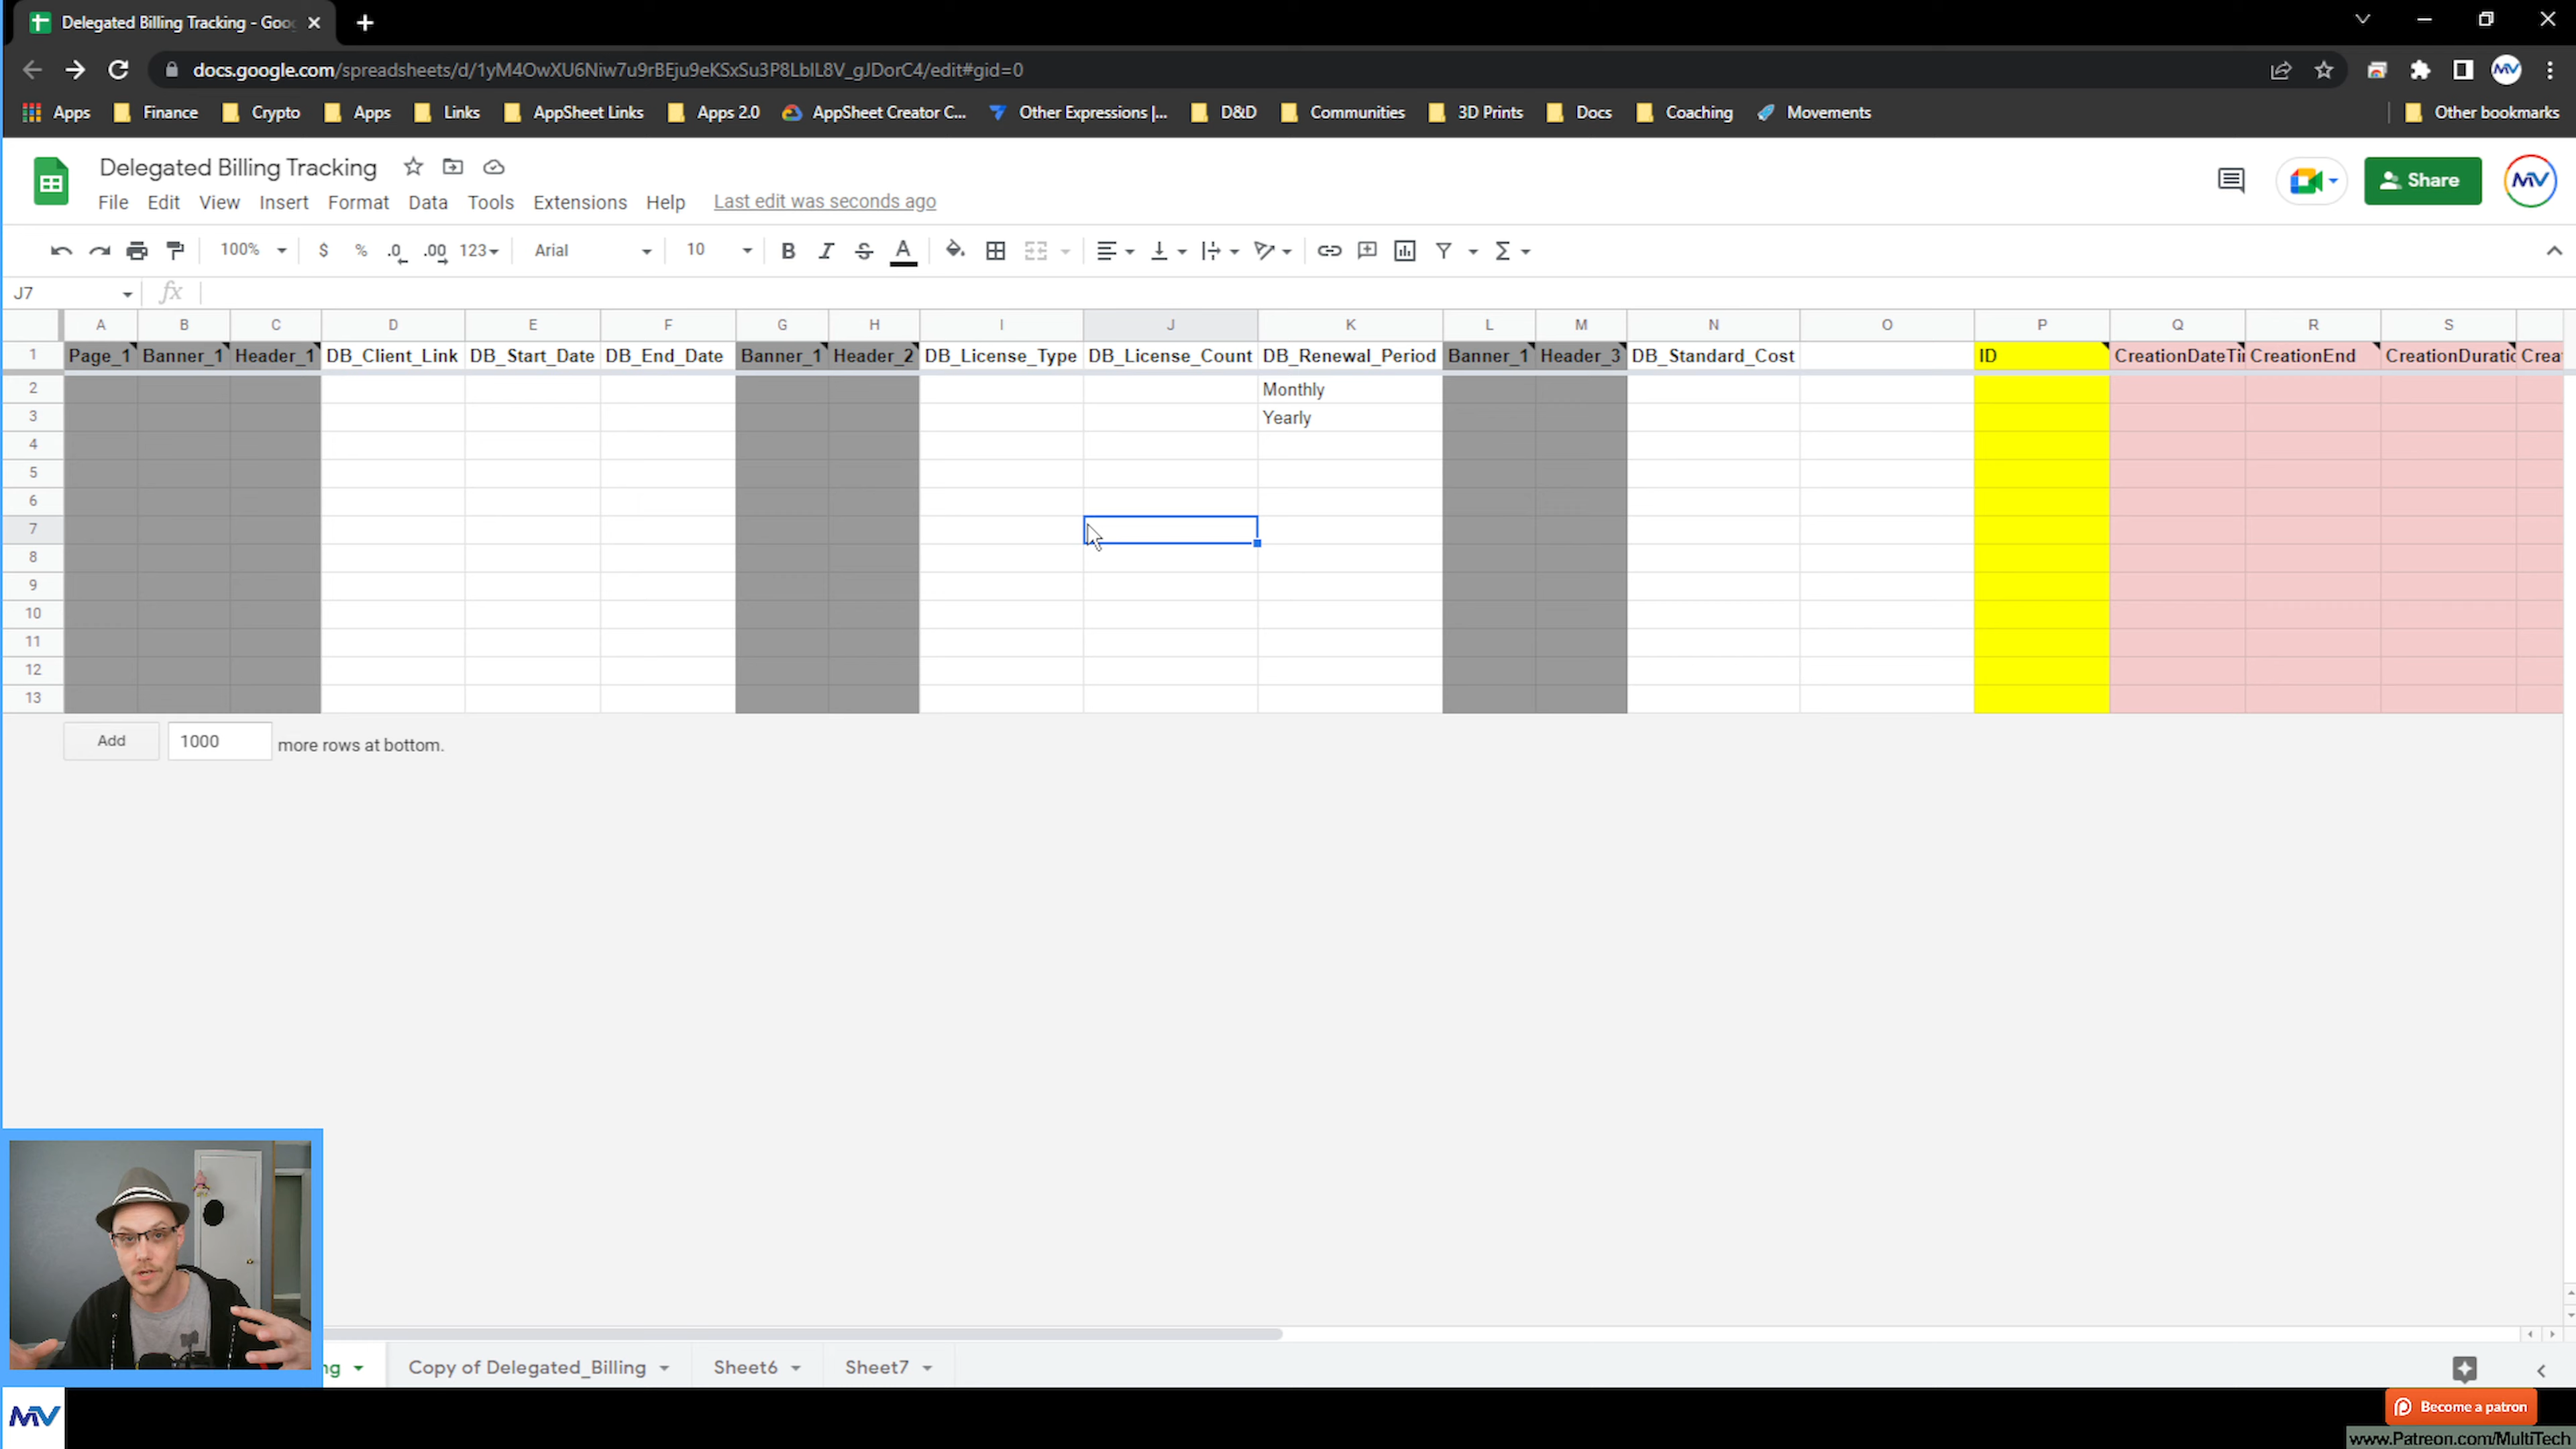 Delegated Billing Tracking - Goo
docs.google.com/spreadsheets/d/1yM4OwXU6Niw7u9rBEju9eKSxSu3P8LblL8V_gJDorC4/edit#gid=0
Apps Finance Crypto Apps Links AppSheet Links Apps 2.0 AppSheet Creator C... Other Expressions |... D&D Communities 3D Prints Docs Coaching Movements Other bookmarks
Delegated Billing Tracking
Share
MV
File Edit View Insert Format Data Tools Extensions Help Last edit was seconds ago
100% $ % .0 .00 123 Arial 10 B I S A Σ
J7 fx
A B C D E F G H I J K L M N O P Q R S
1 Page_1 Banner_1 Header_1 DB_Client_Link DB_Start_Date DB_End_Date Banner_1 Header_2 DB_License_Type DB_License_Count DB_Renewal_Period Banner_1 Header_3 DB_Standard_Cost ID CreationDateTi CreationEnd CreationDuratio Crea
2 Monthly
3 Yearly
4
5
6
7
8
9
10
11
12
13
Add 1000 more rows at bottom.
ng Copy of Delegated_Billing Sheet6 Sheet7
MV
Become a patron
www.Patreon.com/MultiTech